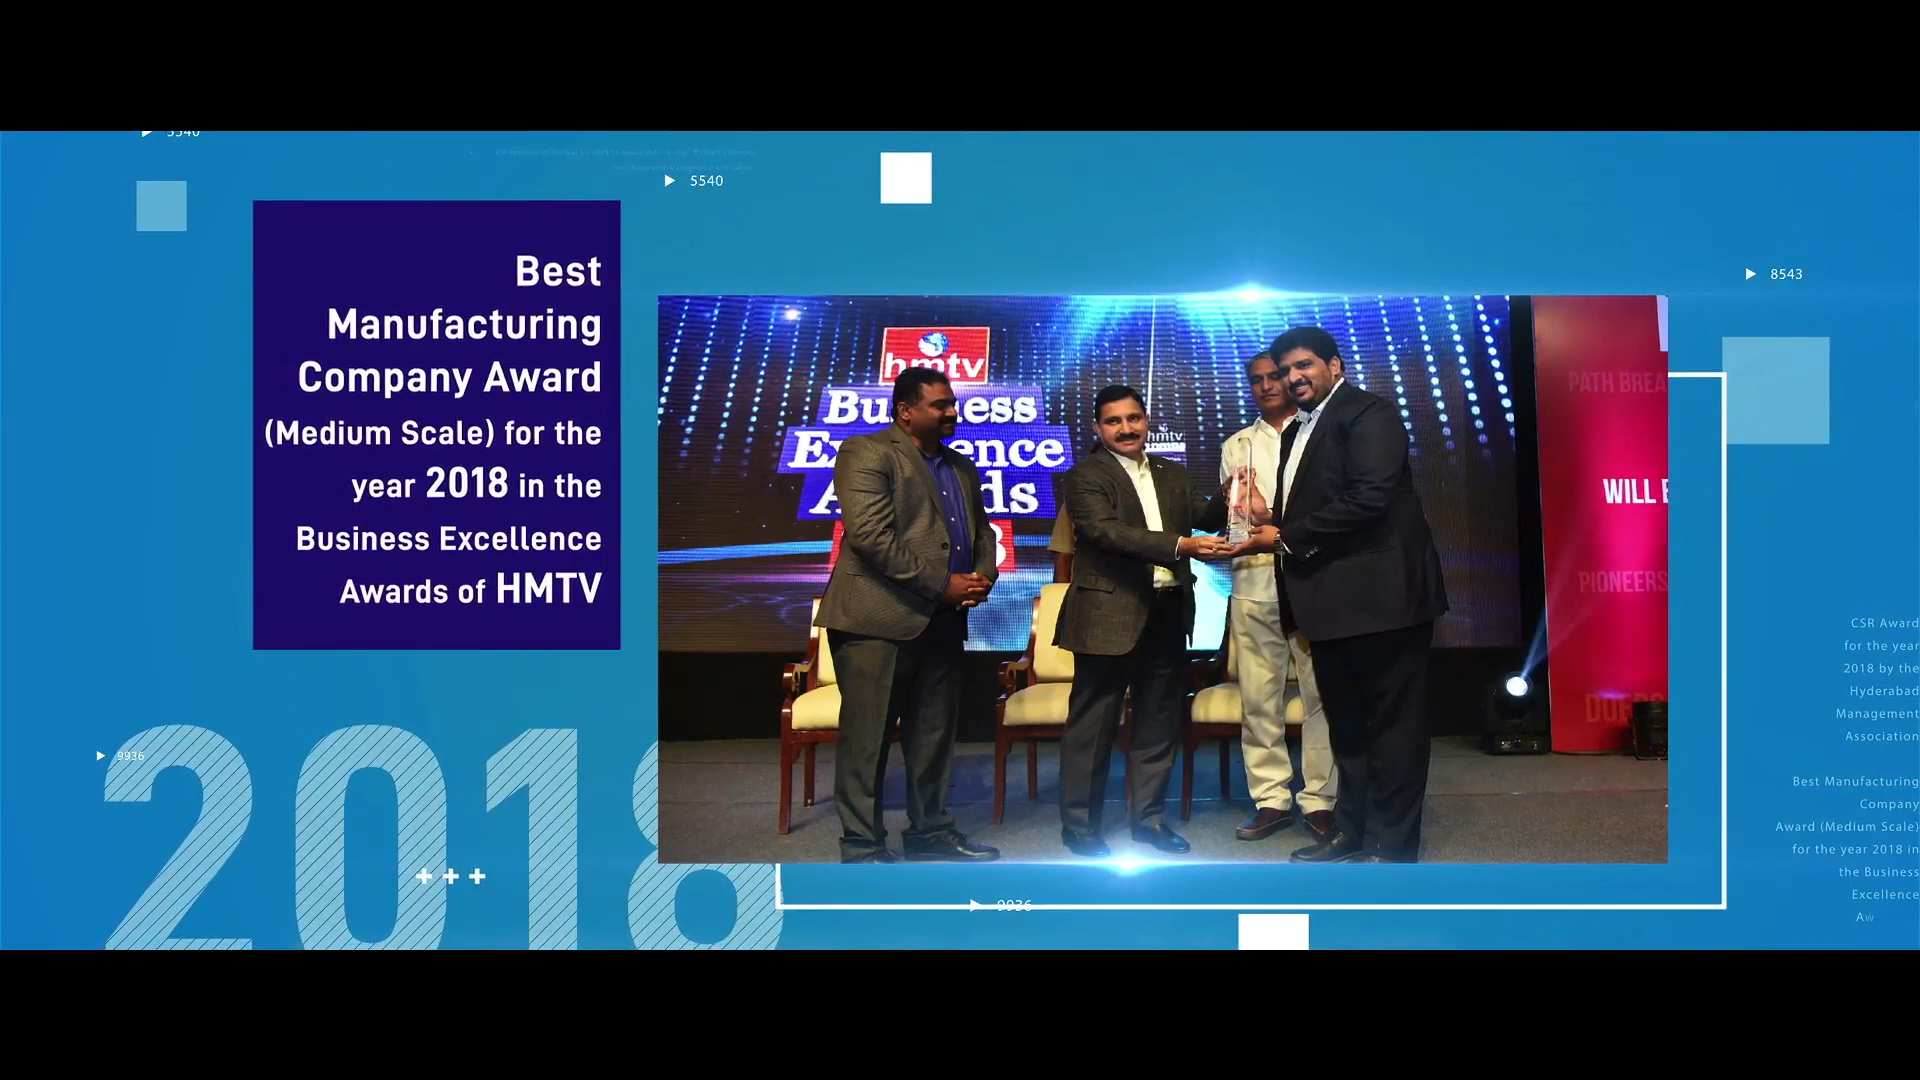 5540
5540
8543
Best
Manufacturing
Company Award
(Medium Scale) for the
year 2018 in the
Business Excellence
Awards of HMTV
hmtv
Bu ess
Ex ence
A ds
hmtv
PATH BREA
WILL
PIONEERS
DOERS
CSR Award
for the year
2018 by the
Hyderabad
Management
Association
Best Manufacturing
Company
Award (Medium Scale)
for the year 2018 in
the Business
Excellence
Aw
9936
2018
+++
9936